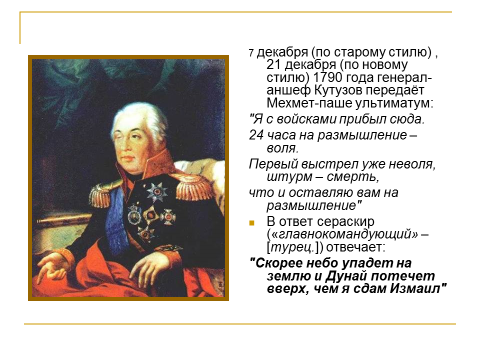 7 декабря (по старому стилю) ,
21 декабря (по новому
стилю) 1790 года генерал-
аншеф Кутузов передаёт
Мехмет-паше ультиматум:
"Я с войсками прибыл сюда.
24 часа на размышление –
воля.
Первый выстрел уже неволя,
штурм – смерть,
что и оставляю вам на
размышление"
В ответ сераскир
(«главнокомандующий» –
[турец.]) отвечает:
"Скорее небо упадет на
землю и Дунай потечет
вверх, чем я сдам Измаил"